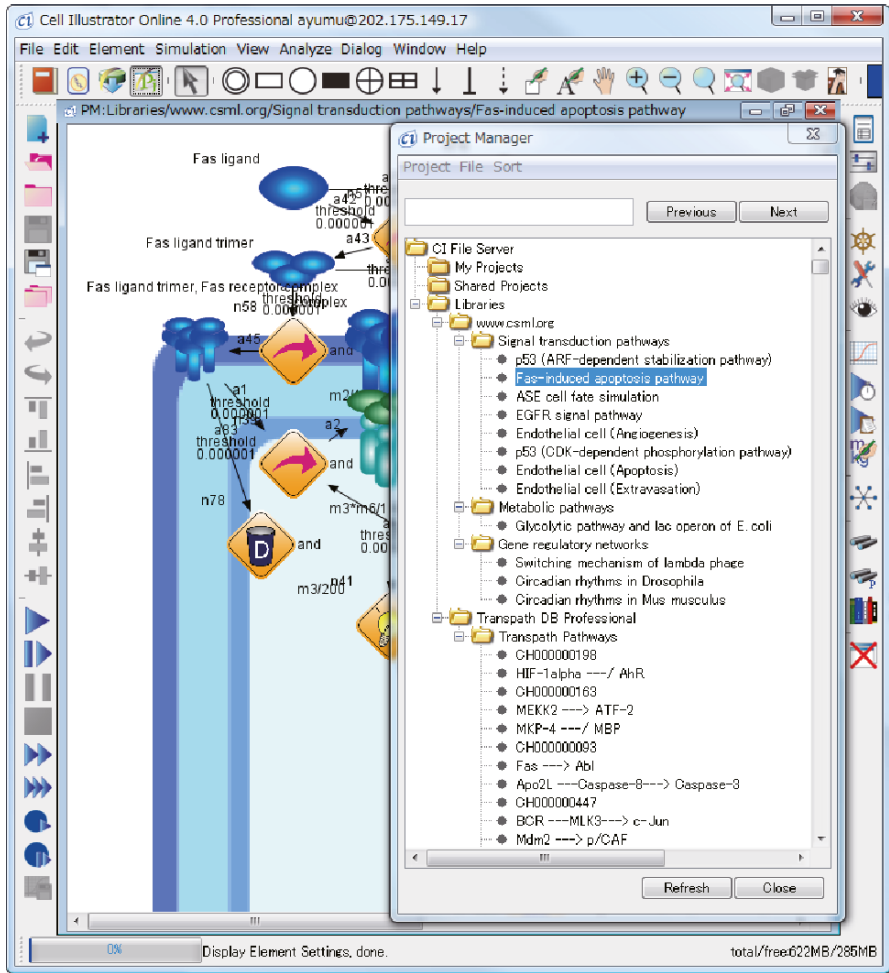 Cell Illustrator Online 4.0 Professional ayumu@202.175.149.17
File Edit Element Simulation View Analyze Dialog Window Help
PM:Libraries/www.csml.org/Signal transduction pathways/Fas-induced apoptosis pathway
Fas ligand
threshold
0.000001
a43
Fas ligand trimer
Fas ligand trimer, Fas receptor complex
n58
threshold
0.000001
a45
and
a1
threshold
0.000001
a83
threshold
0.000001
a2
and
n78
m3*m6/1
D
and
m3/200
n41
Project Manager
Project File Sort
Previous Next
CI File Server
My Projects
Shared Projects
Libraries
www.csml.org
Signal transduction pathways
p53 (ARF-dependent stabilization pathway)
Fas-induced apoptosis pathway
ASE cell fate simulation
EGFR signal pathway
Endothelial cell (Angiogenesis)
p53 (CDK-dependent phosphorylation pathway)
Endothelial cell (Apoptosis)
Endothelial cell (Extravasation)
Metabolic pathways
Glycolytic pathway and lac operon of E. coli
Gene regulatory networks
Switching mechanism of lambda phage
Circadian rhythms in Drosophila
Circadian rhythms in Mus musculus
Transpath DB Professional
Transpath Pathways
CH000000198
HIF-1alpha ---/ AhR
CH000000163
MEKK2 ---> ATF-2
MKP-4 ---/ MBP
CH000000093
Fas ---> Abl
Apo2L ---Caspase-8---> Caspase-3
CH000000447
BCR ---MLK3---> c-Jun
Mdm2 ---> p/CAF
Refresh Close
0% Display Element Settings, done. total/free:622MB/285MB